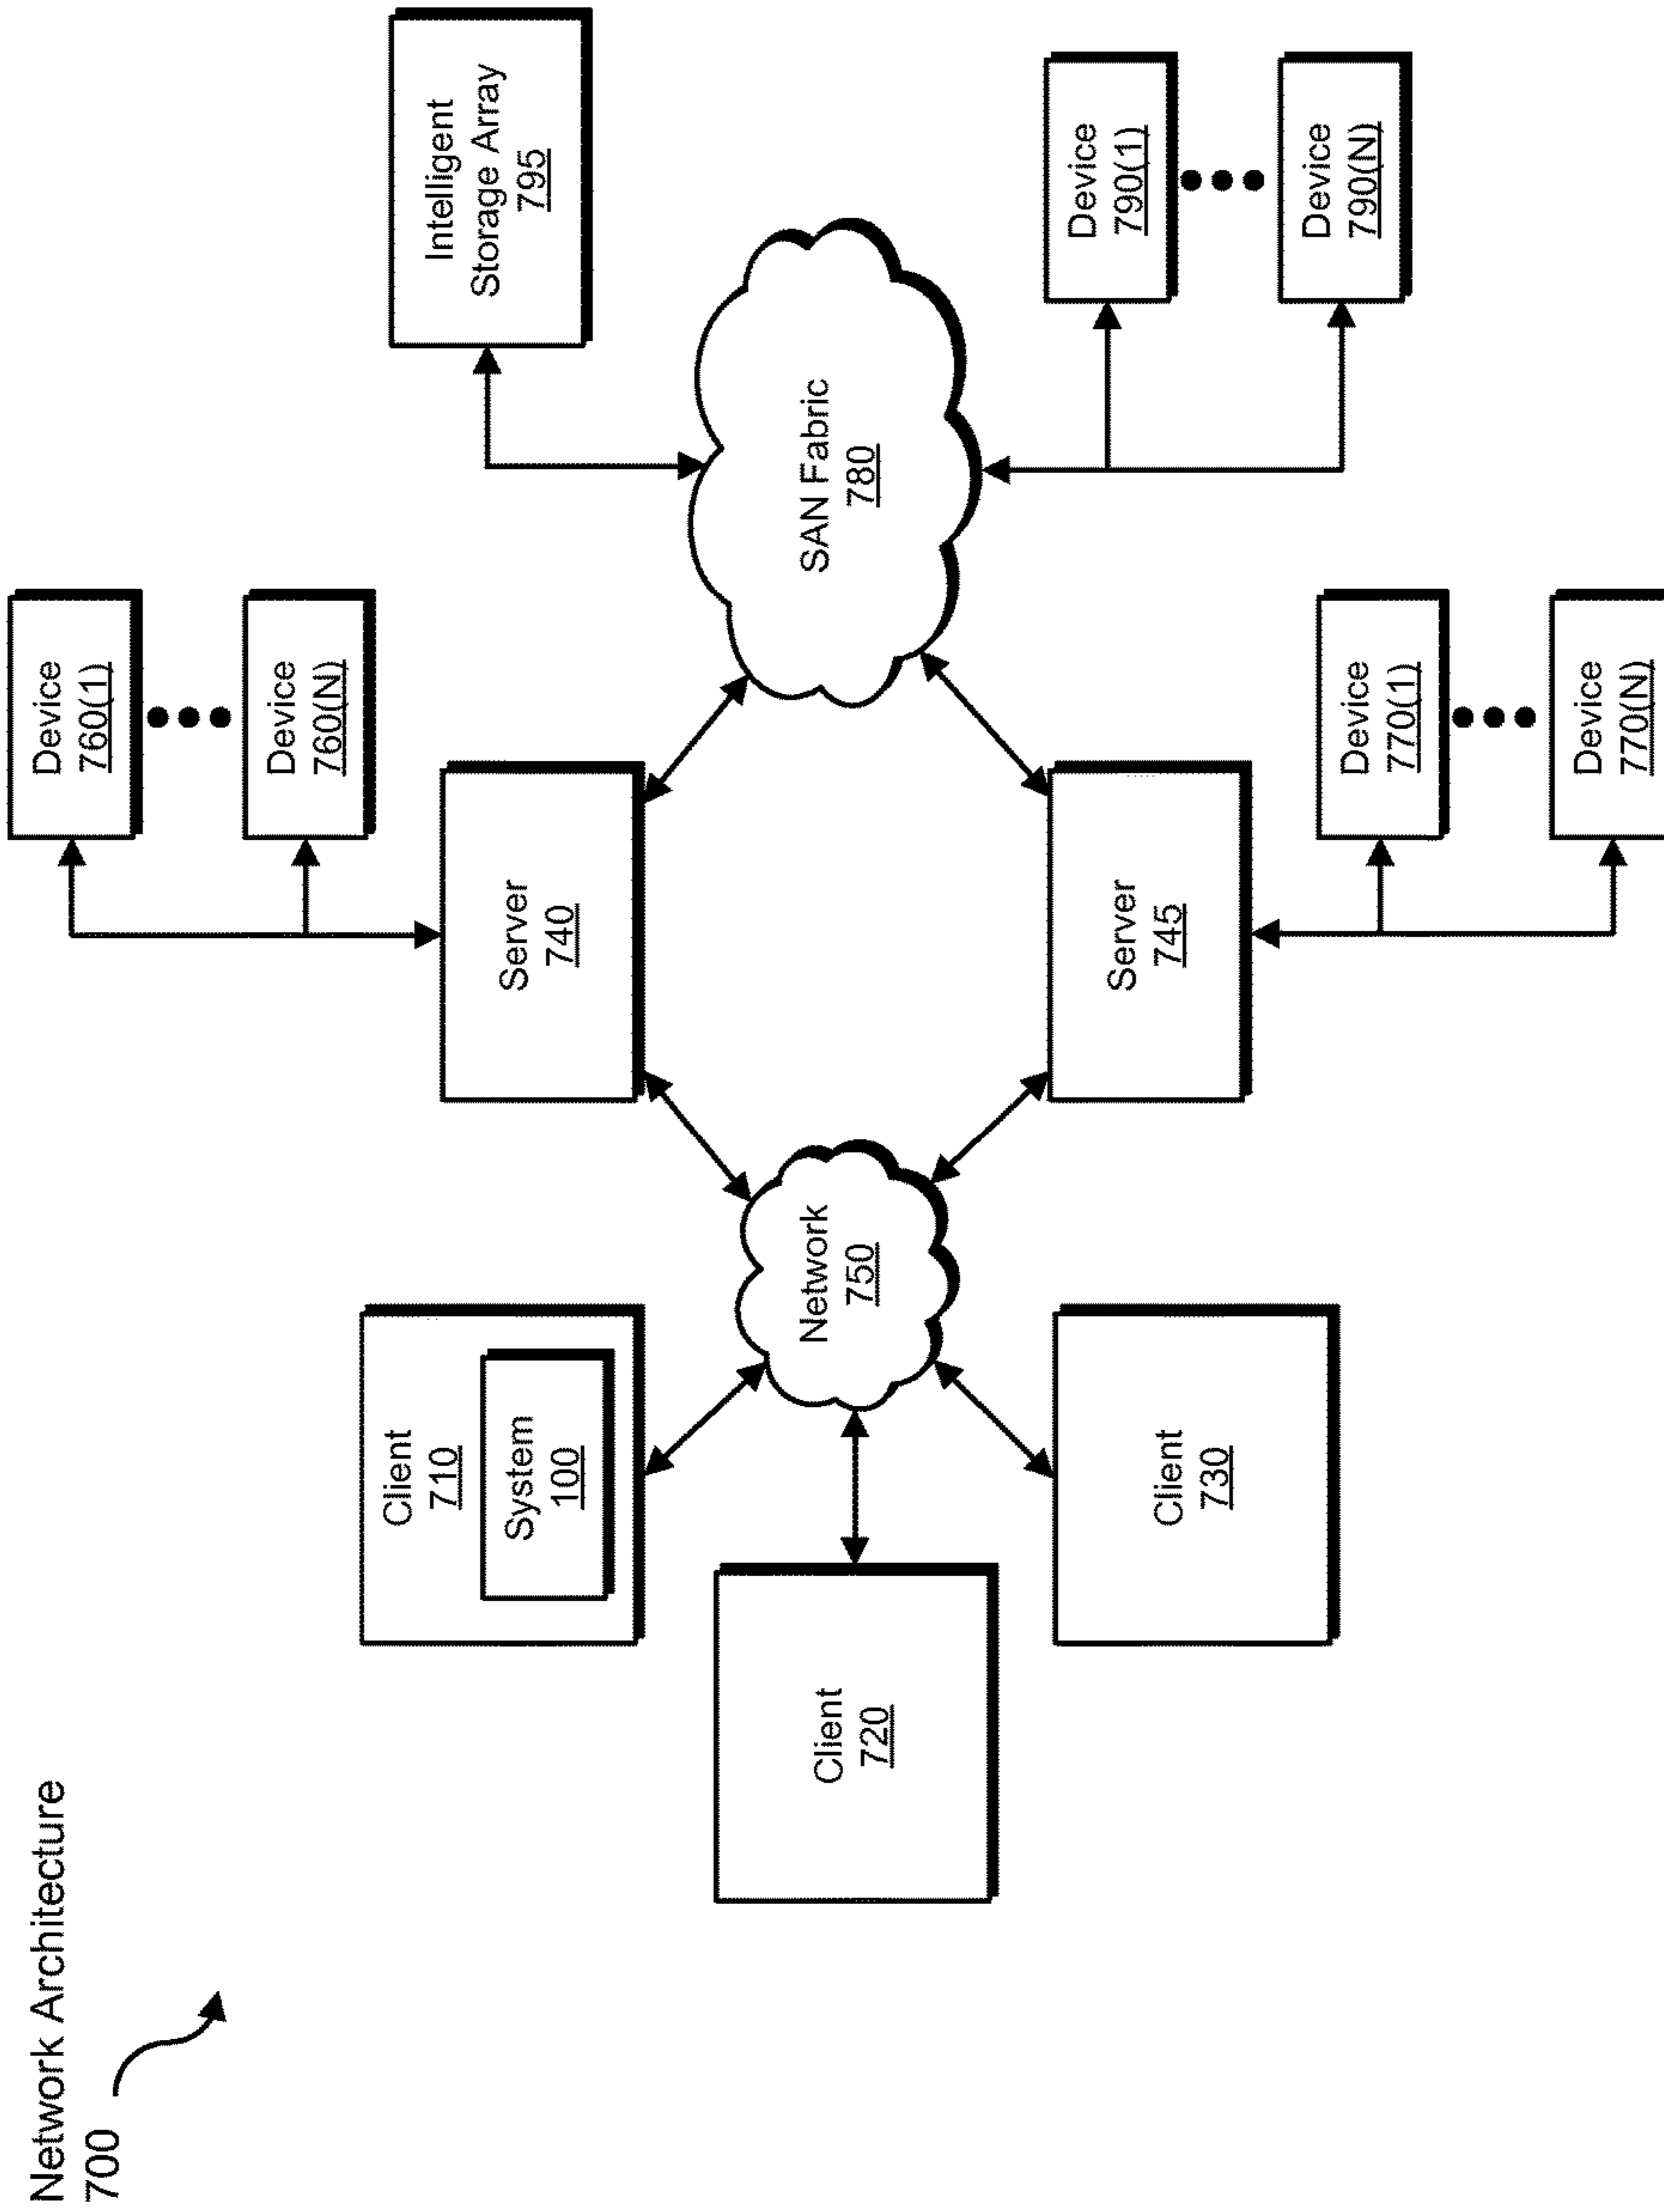 Network Architecture
700
Client
710
System
100
Client
720
Client
730
Network
750
Server
740
Server
745
Device
760(1)
Device
760(N)
Device
770(1)
Device
770(N)
SAN Fabric
780
Intelligent
Storage Array
795
Device
790(1)
Device
790(N)